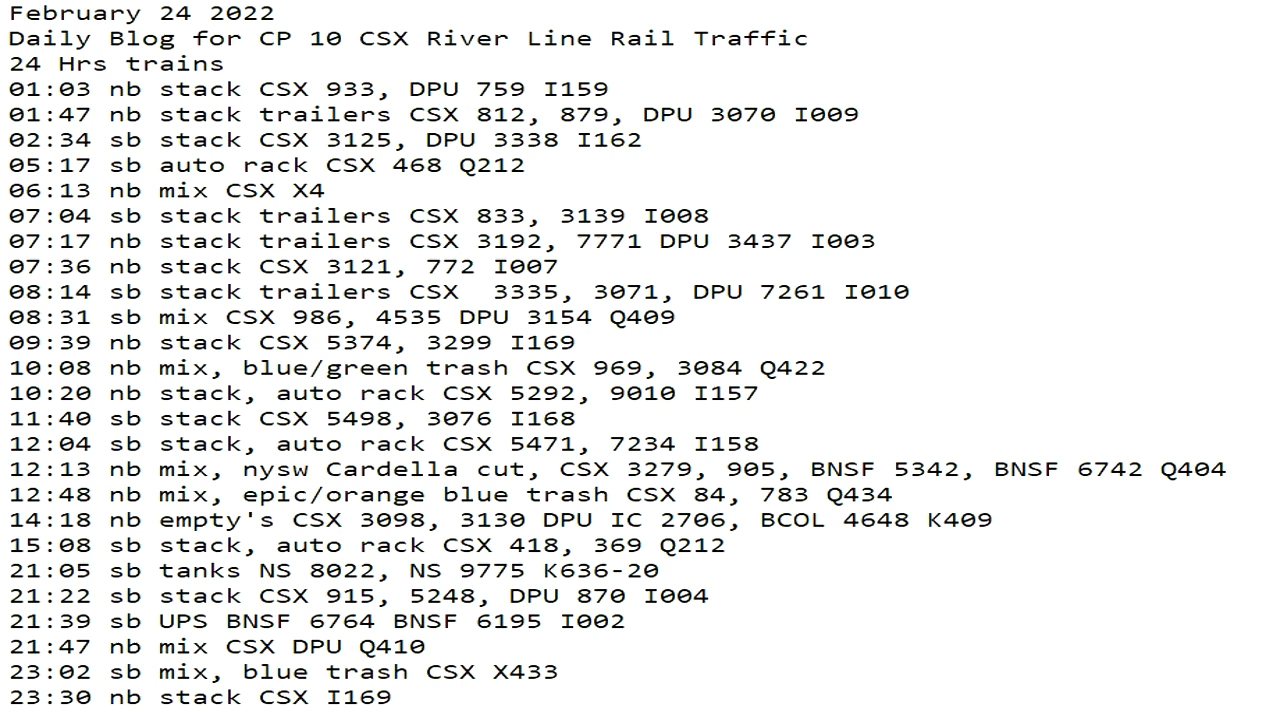 February 24 2022
Daily Blog for CP 10 CSX River Line Rail Traffic
24 Hrs trains
01:03 nb stack CSX 933, DPU 759 I159
01:47 nb stack trailers CSX 812, 879, DPU 3070 I009
02:34 sb stack CSX 3125, DPU 3338 I162
05:17 sb auto rack CSX 468 Q212
06:13 nb mix CSX X4
07:04 sb stack trailers CSX 833, 3139 I008
07:17 nb stack trailers CSX 3192, 7771 DPU 3437 I003
07:36 nb stack CSX 3121, 772 I007
08:14 sb stack trailers CSX  3335, 3071, DPU 7261 I010
08:31 sb mix CSX 986, 4535 DPU 3154 Q409
09:39 nb stack CSX 5374, 3299 I169
10:08 nb mix, blue/green trash CSX 969, 3084 Q422
10:20 nb stack, auto rack CSX 5292, 9010 I157
11:40 sb stack CSX 5498, 3076 I168
12:04 sb stack, auto rack CSX 5471, 7234 I158
12:13 nb mix, nysw Cardella cut, CSX 3279, 905, BNSF 5342, BNSF 6742 Q404
12:48 nb mix, epic/orange blue trash CSX 84, 783 Q434
14:18 nb empty's CSX 3098, 3130 DPU IC 2706, BCOL 4648 K409
15:08 sb stack, auto rack CSX 418, 369 Q212
21:05 sb tanks NS 8022, NS 9775 K636-20
21:22 sb stack CSX 915, 5248, DPU 870 I004
21:39 sb UPS BNSF 6764 BNSF 6195 I002
21:47 nb mix CSX DPU Q410
23:02 sb mix, blue trash CSX X433
23:30 nb stack CSX I169